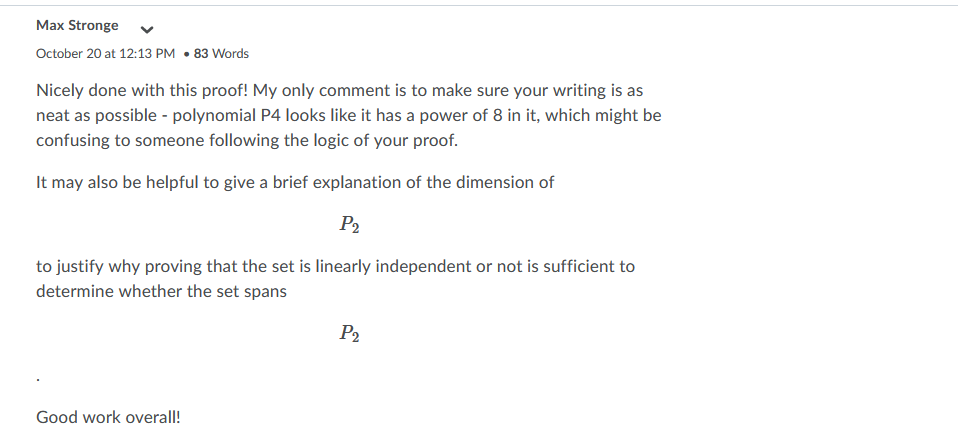 Max Stronge
October 20 at 12:13 PM • 83 Words
Nicely done with this proof! My only comment is to make sure your writing is as
neat as possible - polynomial P4 looks like it has a power of 8 in it, which might be
confusing to someone following the logic of your proof.
It may also be helpful to give a brief explanation of the dimension of
P₂
to justify why proving that the set is linearly independent or not is sufficient to
determine whether the set spans
P₂
.
Good work overall!